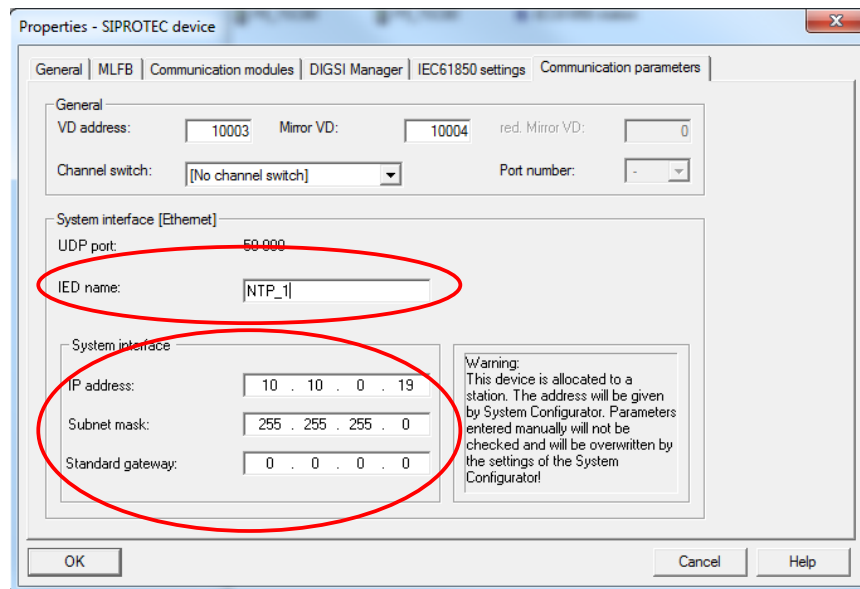 Properties - SIPROTEC device
General MLFB Communication modules DIGSI Manager IEC61850 settings Communication parameters
General
VD address: 10003 Mirror VD: 10004 red. Mirror VD: 0
Channel switch: [No channel switch] Port number: -
System interface [Ethernet]
UDP port: 50 000
IED name: NTP_1
System interface
IP address: 10 . 10 . 0 . 19
Subnet mask: 255 . 255 . 255 . 0
Standard gateway: 0 . 0 . 0 . 0
Warning:
This device is allocated to a
station. The address will be given
by System Configurator. Parameters
entered manually will not be
checked and will be overwritten by
the settings of the System
Configurator!
OK Cancel Help